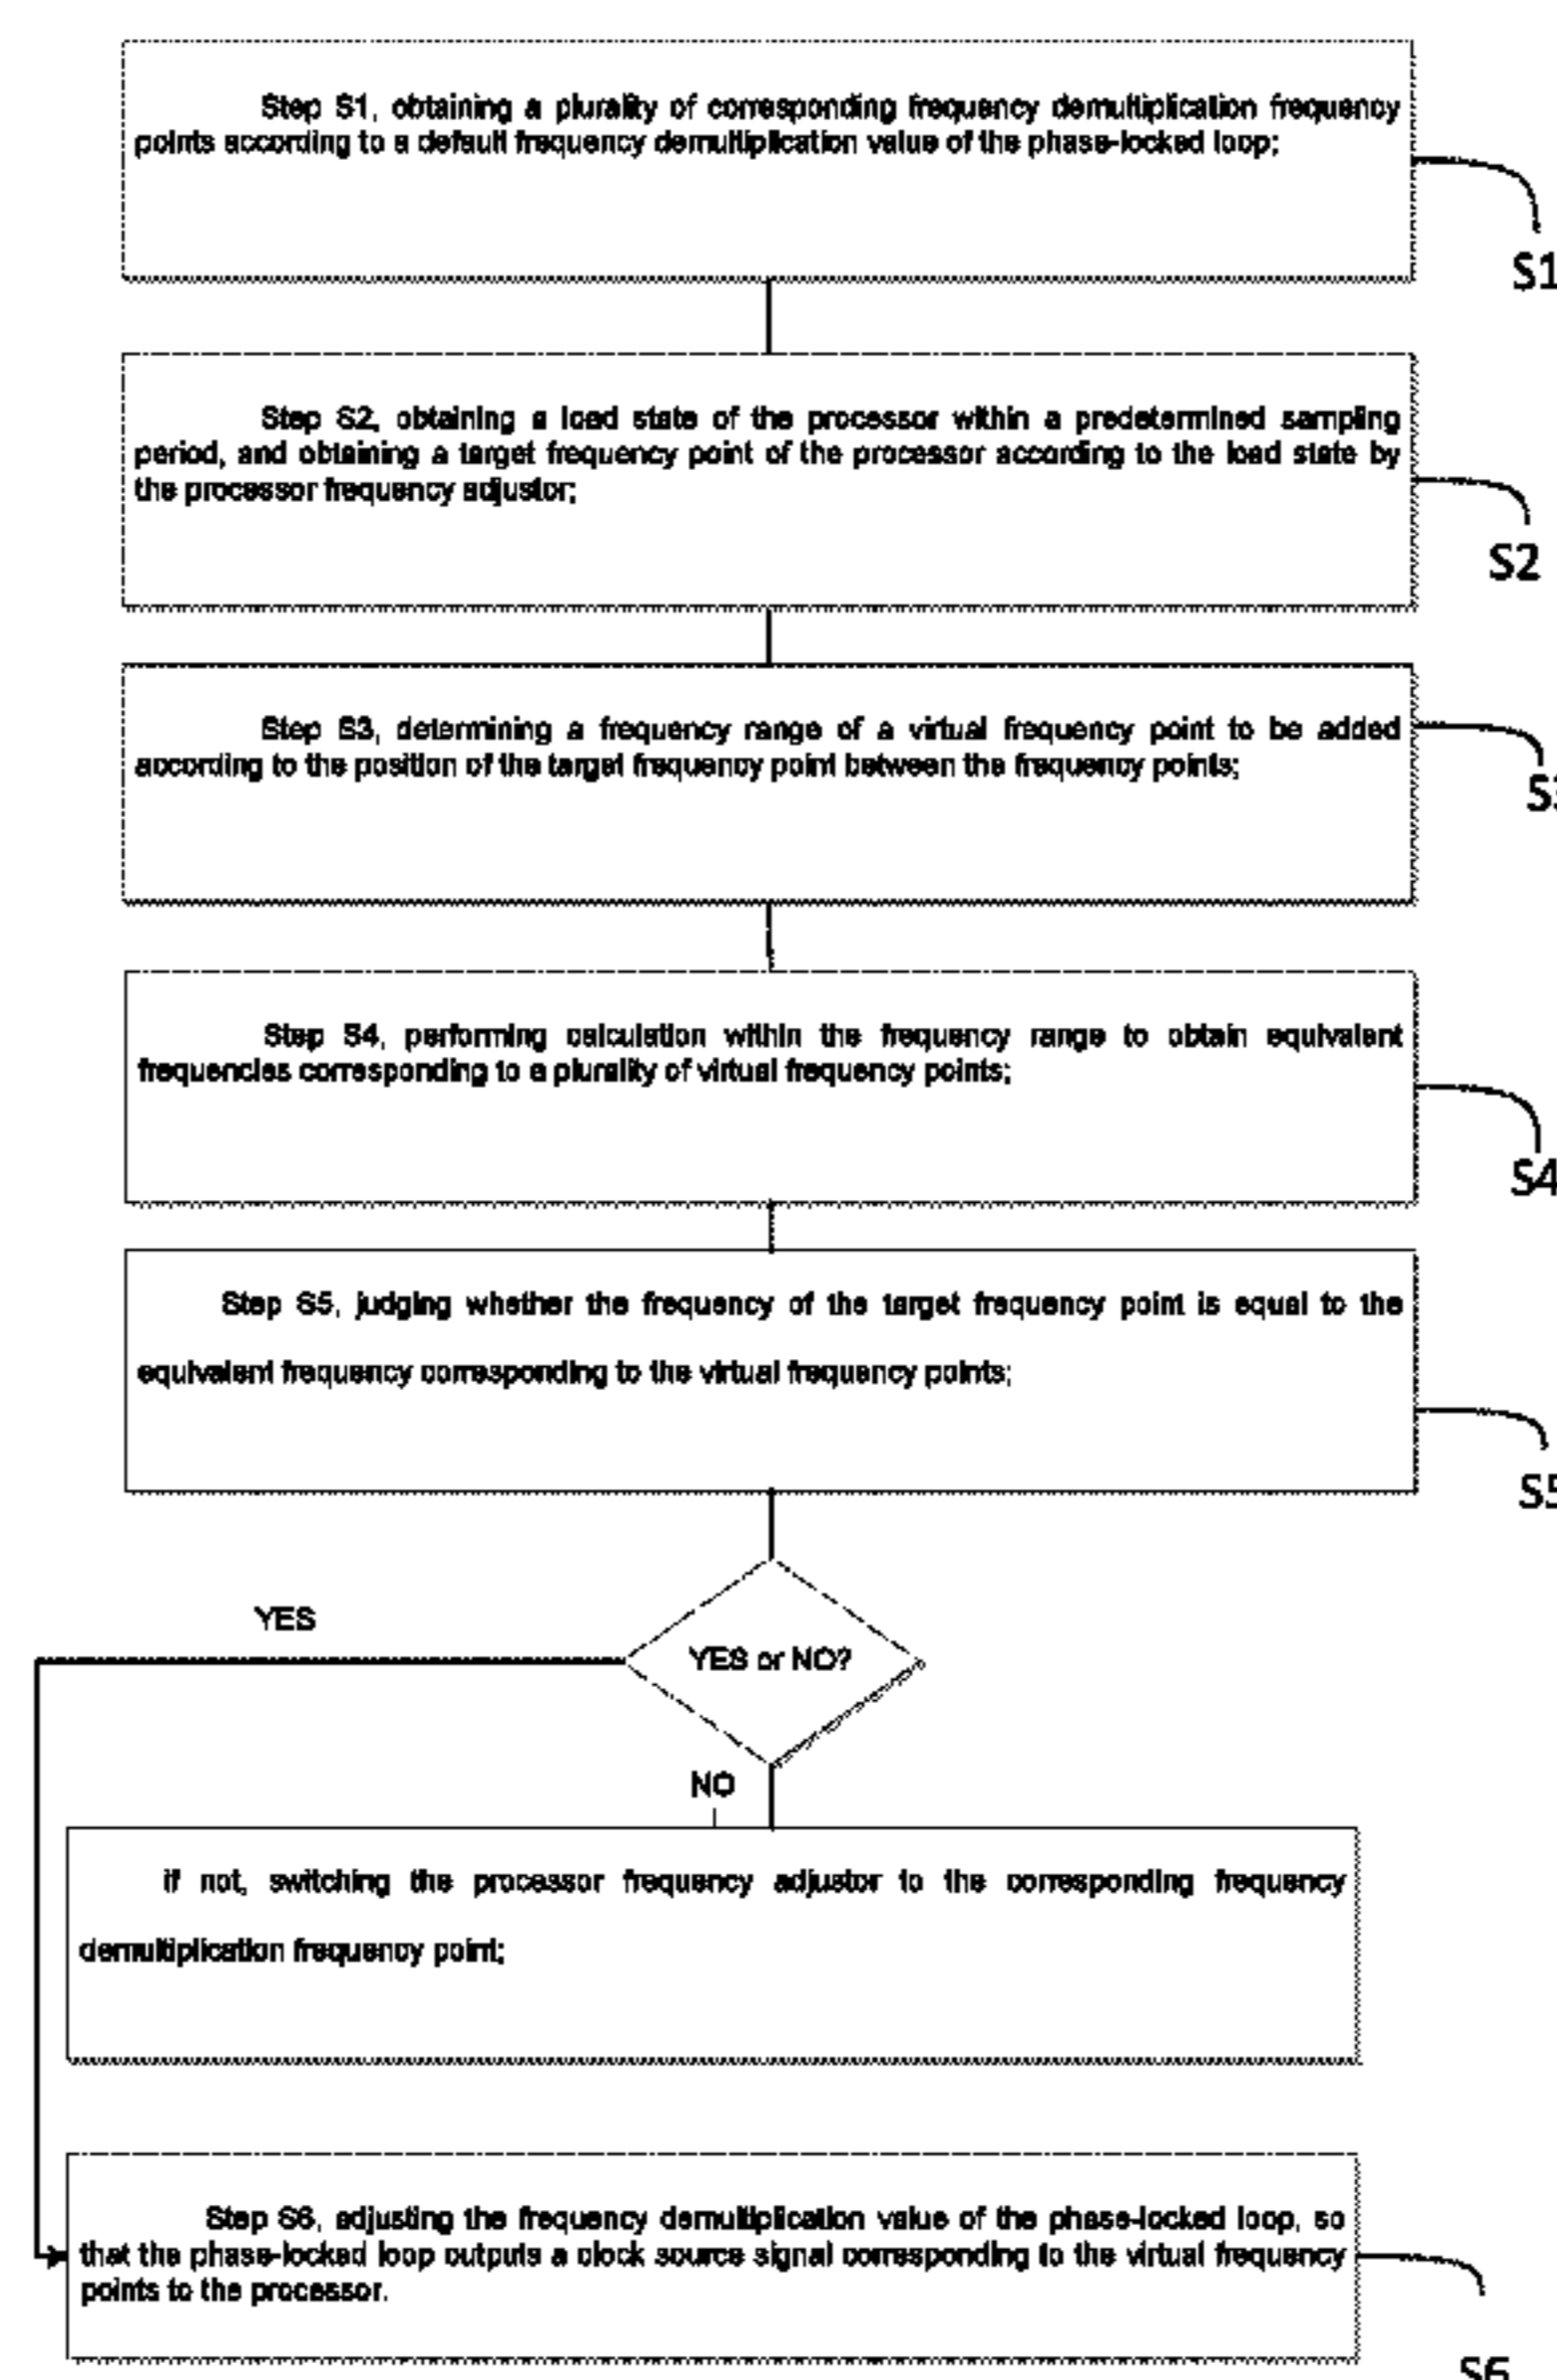 Step S1, obtaining a plurality of corresponding frequency demultiplication frequency
points according to a default frequency demultiplication value of the phase-locked loop;
S1
Step S2, obtaining a load state of the processor within a predetermined sampling
period, and obtaining a target frequency point of the processor according to the load state by
the processor frequency adjustor;
S2
Step S3, determining a frequency range of a virtual frequency point to be added
according to the position of the target frequency point between the frequency points;
S3
Step S4, performing calculation within the frequency range to obtain equivalent
frequencies corresponding to a plurality of virtual frequency points;
S4
Step S5, judging whether the frequency of the target frequency point is equal to the
equivalent frequency corresponding to the virtual frequency points;
S5
YES
YES or NO?
NO
if not, switching the processor frequency adjustor to the corresponding frequency
demultiplication frequency point;
Step S6, adjusting the frequency demultiplication value of the phase-locked loop, so
that the phase-locked loop outputs a clock source signal corresponding to the virtual frequency
points to the processor.
S6